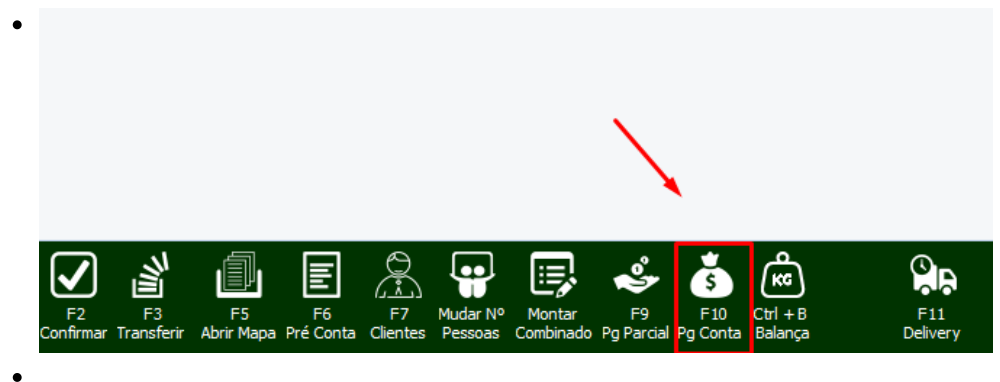 F2
Confirmar
F3
Transferir
F5
Abrir Mapa
F6
Pré Conta
F7
Clientes
Mudar Nº
Pessoas
Montar
Combinado
F9
Pg Parcial
$
F10
Pg Conta
KG
Ctrl + B
Balança
F11
Delivery